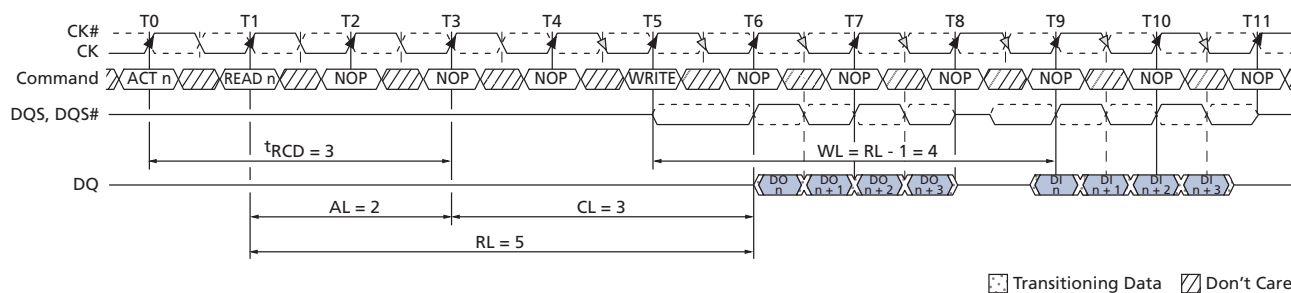 T0 T1 T2 T3 T4 T5 T6 T7 T8 T9 T10 T11
CK#
CK
Command ACT n READ n NOP NOP NOP WRITE NOP NOP NOP NOP NOP NOP
DQS, DQS#
tRCD = 3 WL = RL - 1 = 4
DQ DO n DO n + 1 DO n + 2 DO n + 3 DI n DI n + 1 DI n + 2 DI n + 3
AL = 2 CL = 3
RL = 5
Transitioning Data Don't Care